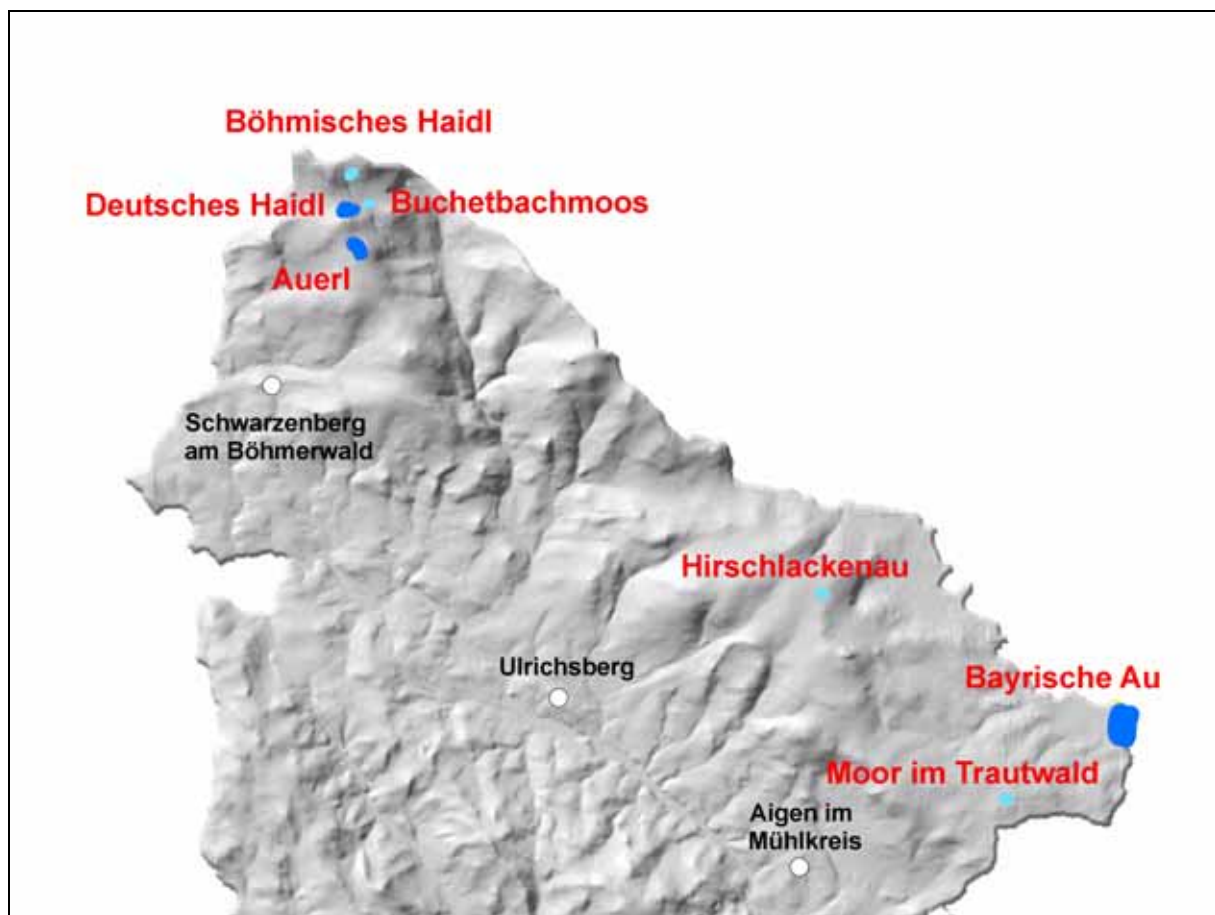 Böhmisches Haidl
Deutsches Haidl
Buchetbachmoos
Auerl
Schwarzenberg
am Böhmerwald
Hirschlackenau
Ulrichsberg
Bayrische Au
Moor im Trautwald
Aigen im
Mühlkreis